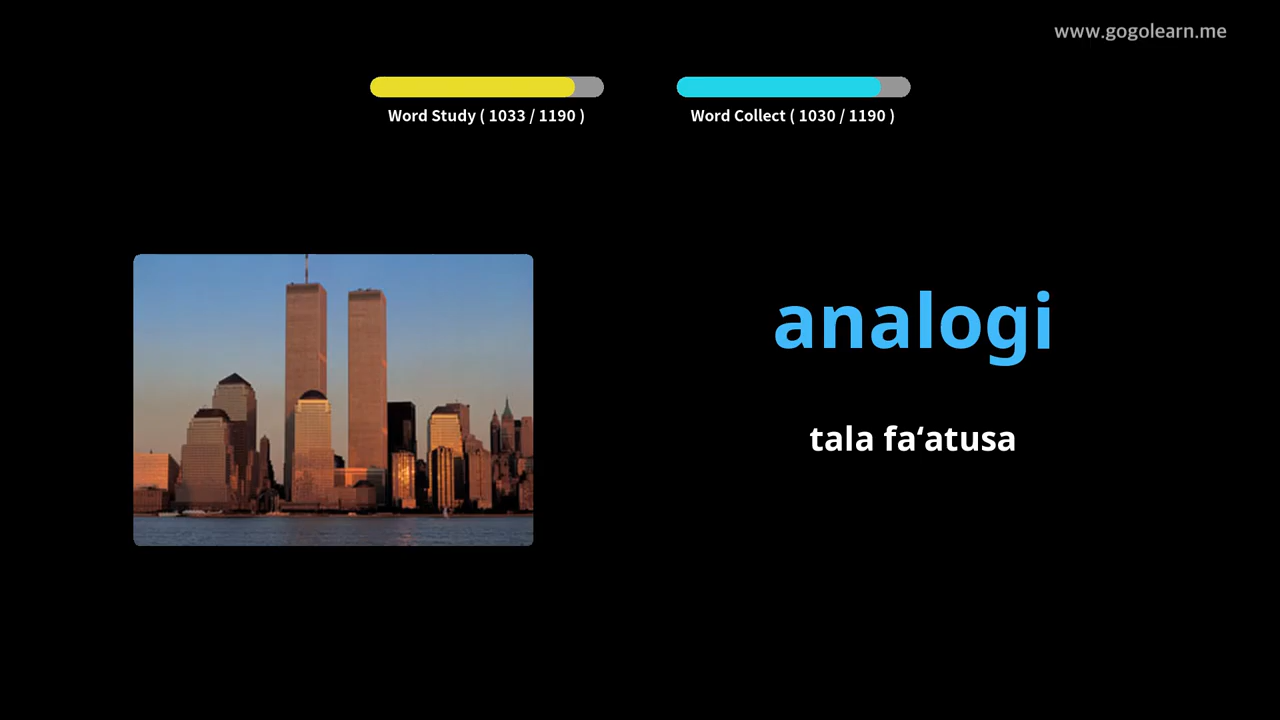 www.gogolearn.me
Word Study ( 1033 / 1190 )
Word Collect ( 1030 / 1190 )
analogi
tala fa‘atusa